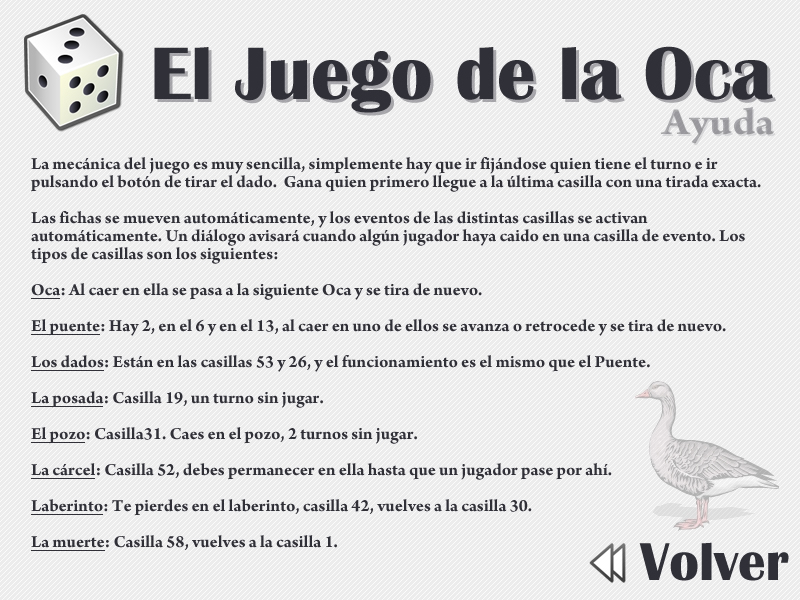 El Juego de la Oca
Ayuda
La mecánica del juego es muy sencilla, simplemente hay que ir fijándose quien tiene el turno e ir
pulsando el botón de tirar el dado.  Gana quien primero llegue a la última casilla con una tirada exacta.
Las fichas se mueven automáticamente, y los eventos de las distintas casillas se activan
automáticamente. Un diálogo avisará cuando algún jugador haya caido en una casilla de evento. Los
tipos de casillas son los siguientes:
Oca: Al caer en ella se pasa a la siguiente Oca y se tira de nuevo.
El puente: Hay 2, en el 6 y en el 13, al caer en uno de ellos se avanza o retrocede y se tira de nuevo.
Los dados: Están en las casillas 53 y 26, y el funcionamiento es el mismo que el Puente.
La posada: Casilla 19, un turno sin jugar.
El pozo: Casilla31. Caes en el pozo, 2 turnos sin jugar.
La cárcel: Casilla 52, debes permanecer en ella hasta que un jugador pase por ahí.
Laberinto: Te pierdes en el laberinto, casilla 42, vuelves a la casilla 30.
La muerte: Casilla 58, vuelves a la casilla 1.
Volver